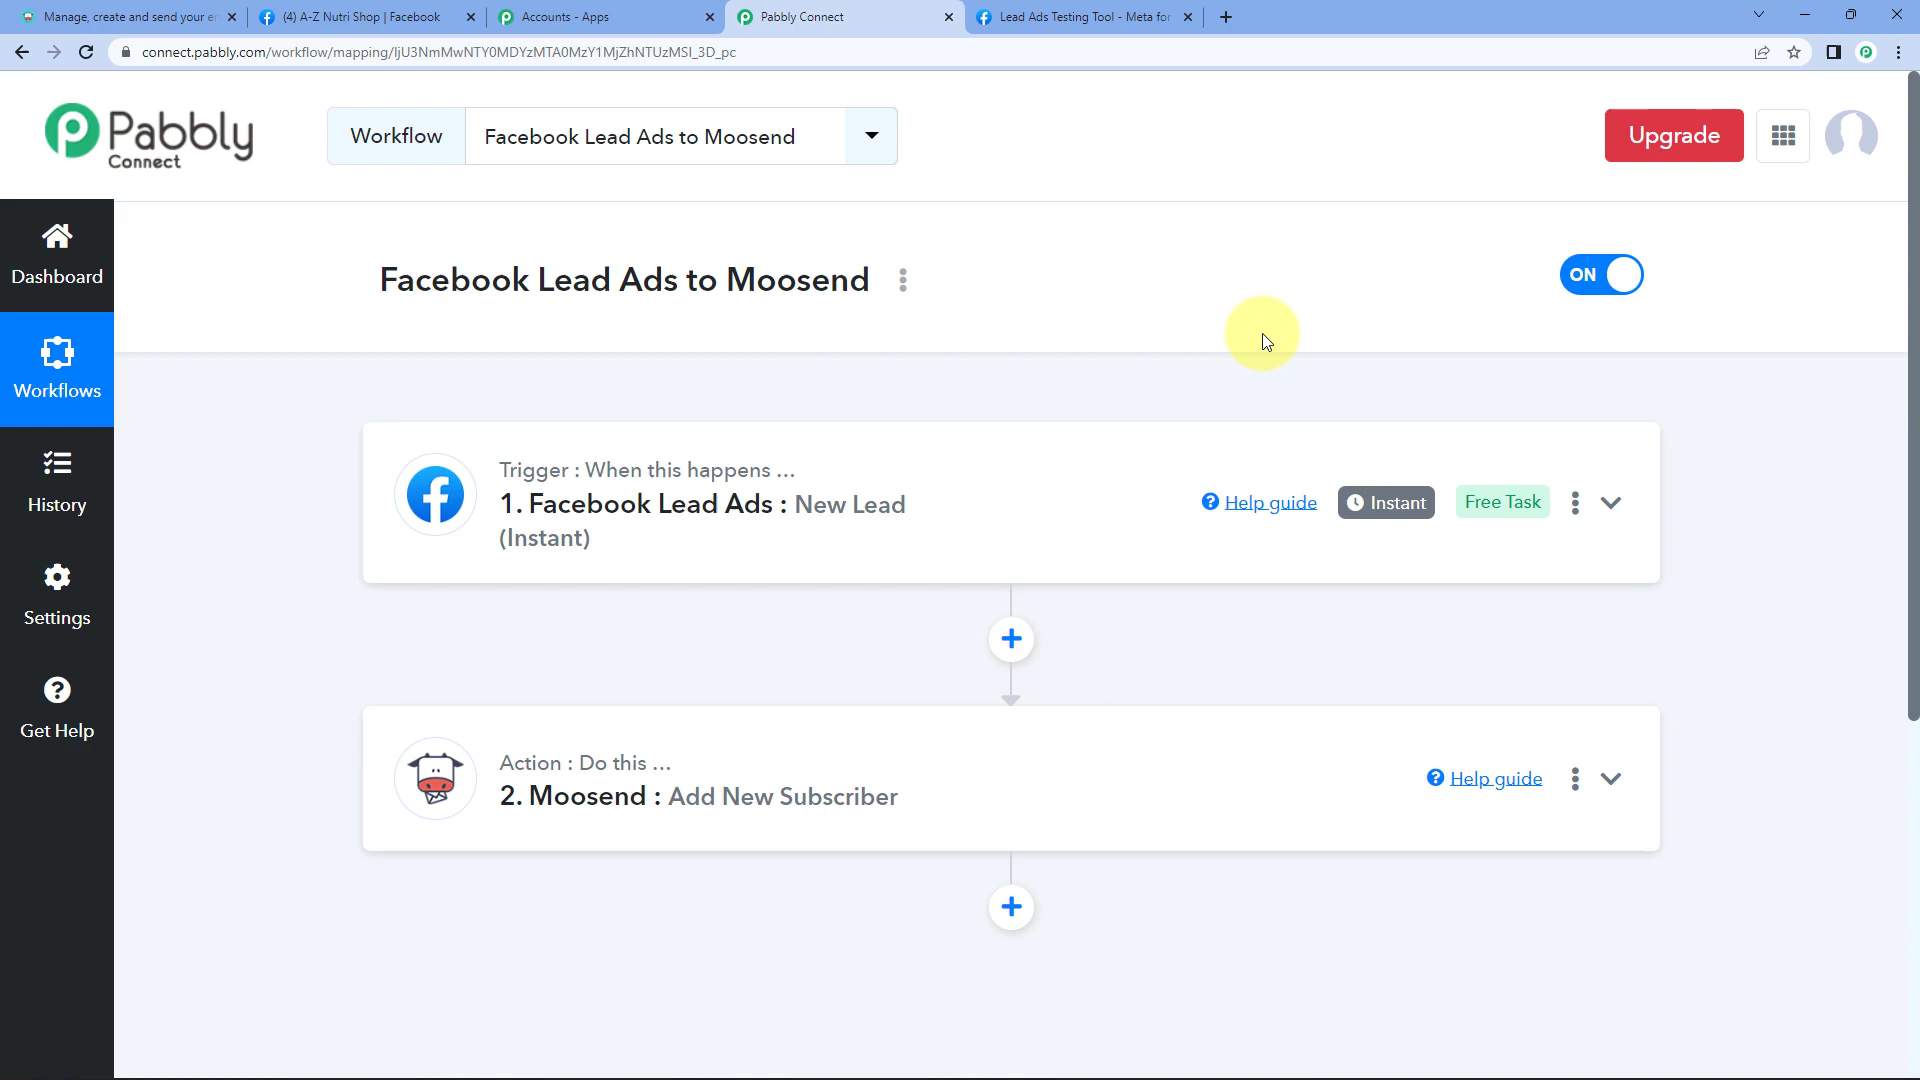 Manage, create and send your e
(4) A-Z Nutri Shop | Facebook
Accounts - Apps
Pabbly Connect
Lead Ads Testing Tool - Meta for
connect.pabbly.com/workflow/mapping/IjU3NmMwNTY0MDYzMTA0MzY1MjZhNTUzMSI_3D_pc
Pabbly
Connect
Workflow
Facebook Lead Ads to Moosend
Upgrade
Dashboard
Workflows
History
Settings
Get Help
Facebook Lead Ads to Moosend
ON
Trigger : When this happens ...
1. Facebook Lead Ads : New Lead
(Instant)
Help guide
Instant
Free Task
Action : Do this ...
2. Moosend : Add New Subscriber
Help guide